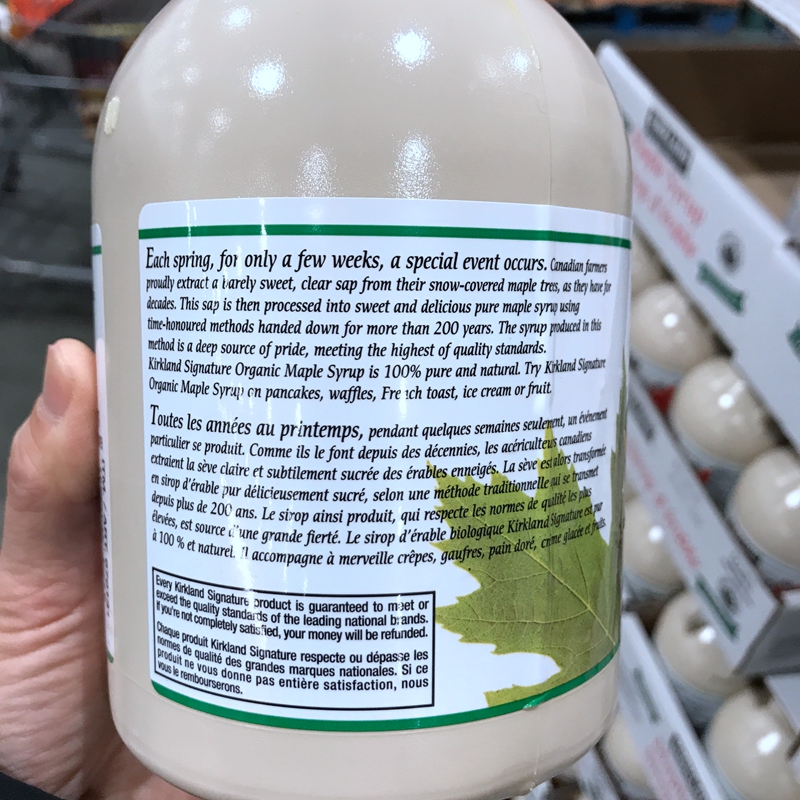 Each spring, for only a few weeks, a special event occurs. Canadian farmers
proudly extract a barely sweet, clear sap from their snow-covered maple trees, as they have for
decades. This sap is then processed into sweet and delicious pure maple syrup using
time-honoured methods handed down for more than 200 years. The syrup produced in this
method is a deep source of pride, meeting the highest of quality standards.
Kirkland Signature Organic Maple Syrup is 100% pure and natural. Try Kirkland Signature
Organic Maple Syrup on pancakes, waffles, French toast, ice cream or fruit.
Toutes les années au printemps, pendant quelques semaines seulement, un événement
particulier se produit. Comme ils le font depuis des décennies, les acériculteurs canadiens
extraient la sève claire et subtilement sucrée des érables enneigés. La sève est alors transformée
en sirop d'érable pur délicieusement sucré, selon une méthode traditionnelle qui se transmet
depuis plus de 200 ans. Le sirop ainsi produit, qui respecte les normes de qualité les plus
élevées, est source d'une grande fierté. Le sirop d'érable biologique Kirkland Signature est pur
à 100 % et naturel. Il accompagne à merveille crêpes, gaufres, pain doré, crème glacée et fruits.
Every Kirkland Signature product is guaranteed to meet or
exceed the quality standards of the leading national brands.
If you're not completely satisfied, your money will be refunded.
Chaque produit Kirkland Signature respecte ou dépasse les
normes de qualité des grandes marques nationales. Si ce
produit ne vous donne pas entière satisfaction, nous
vous le rembourserons.